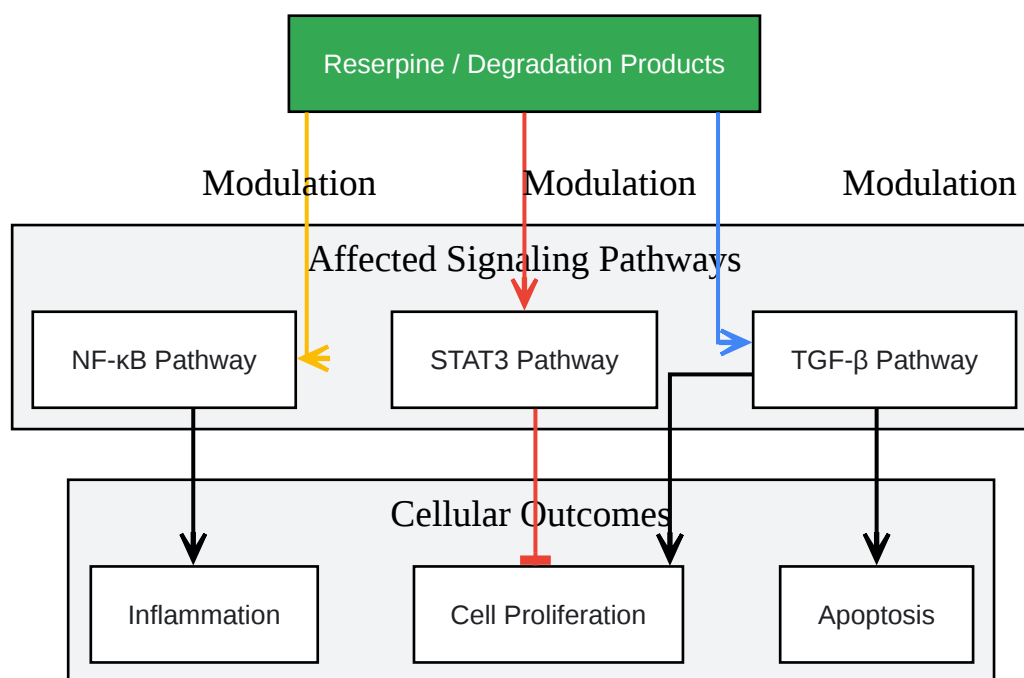 Reserpine / Degradation Products
Modulation
Modulation
Modulation
Affected Signaling Pathways
NF-κB Pathway
STAT3 Pathway
TGF-β Pathway
Cellular Outcomes
Inflammation
Cell Proliferation
Apoptosis